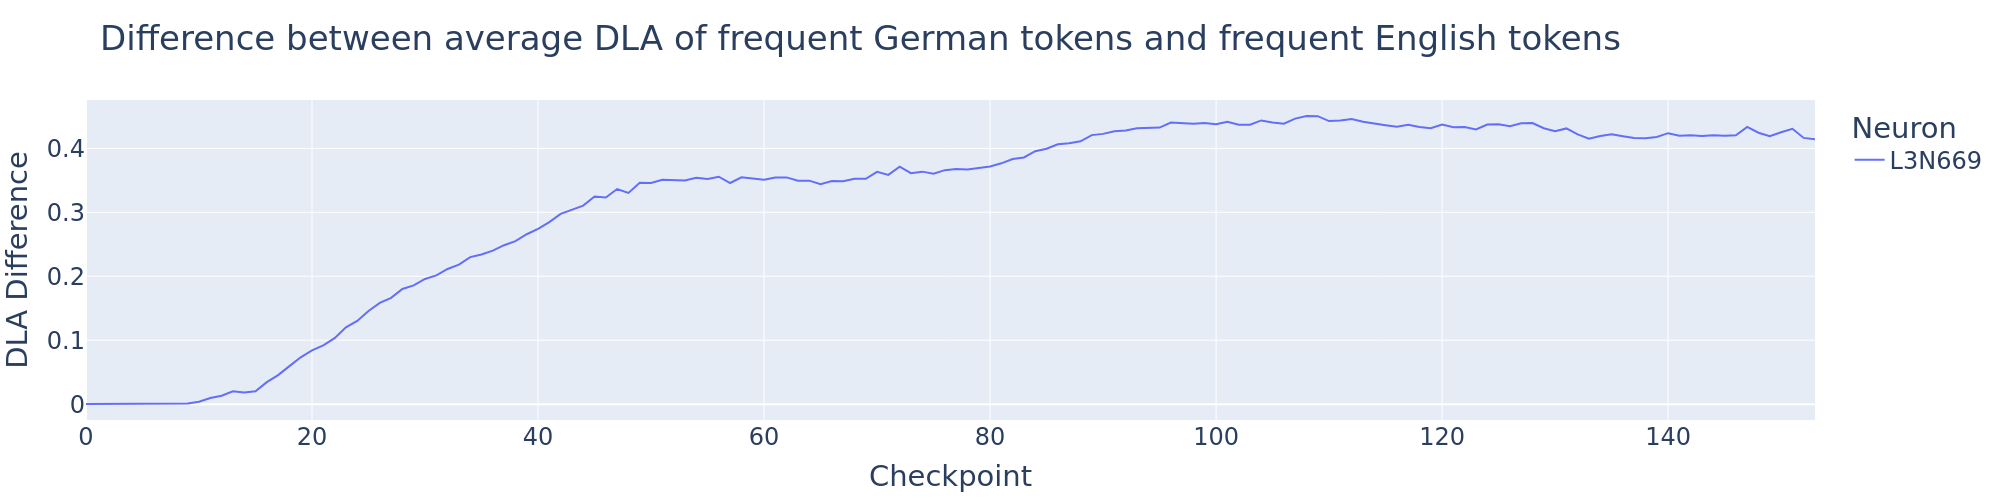 Difference between average DLA of frequent German tokens and frequent English tokens
DLA Difference
0.4
0.3
0.2
0.1
0
0 20 40 60 80 100 120 140
Checkpoint
Neuron
L3N669